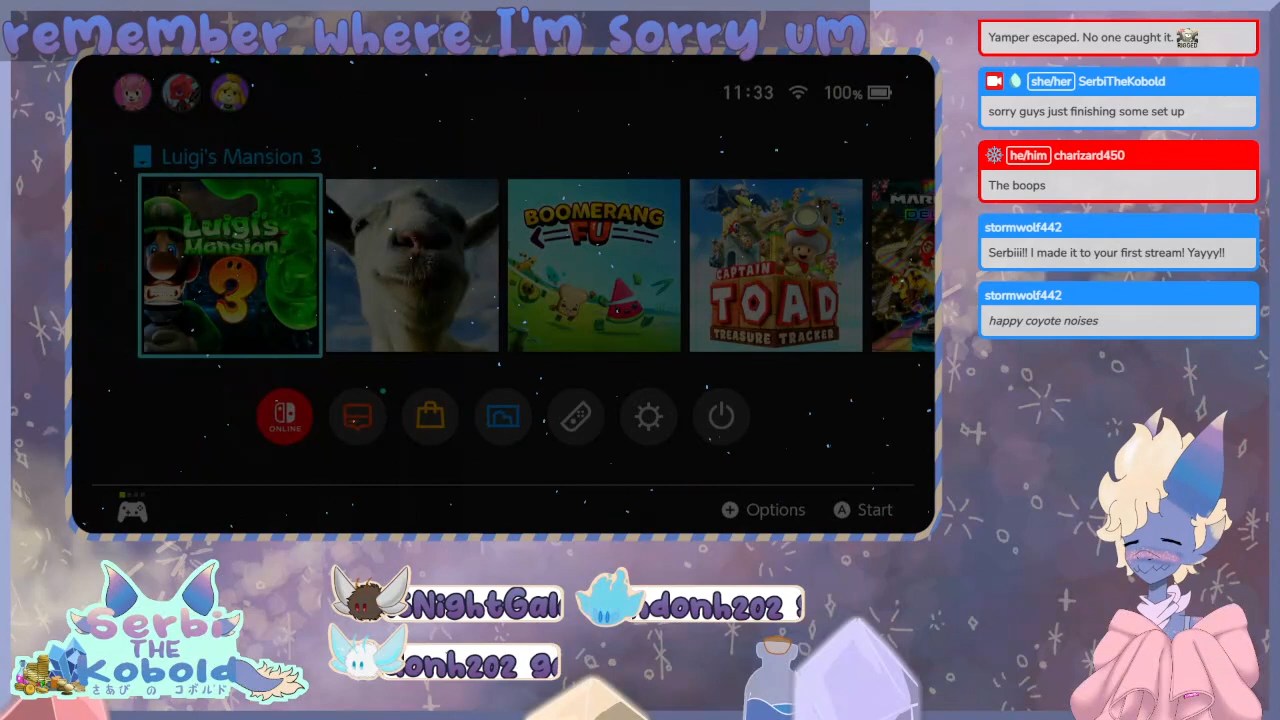 remember where I'm sorry um
11:33
100%
Luigi's Mansion 3
LUIGI'S
MANSION
3
BOOMERANG
FU
CAPTAIN
TOAD
TREASURE TRACKER
ONLINE
Options
A Start
Yamper escaped. No one caught it.
RIGGED
she/her SerbiTheKobold
sorry guys just finishing some set up
he/him charizard450
The boops
stormwolf442
Serbiii!! I made it to your first stream! Yayyy!!
stormwolf442
happy coyote noises
Serbi
THE
Kobold
さあび の コボルド